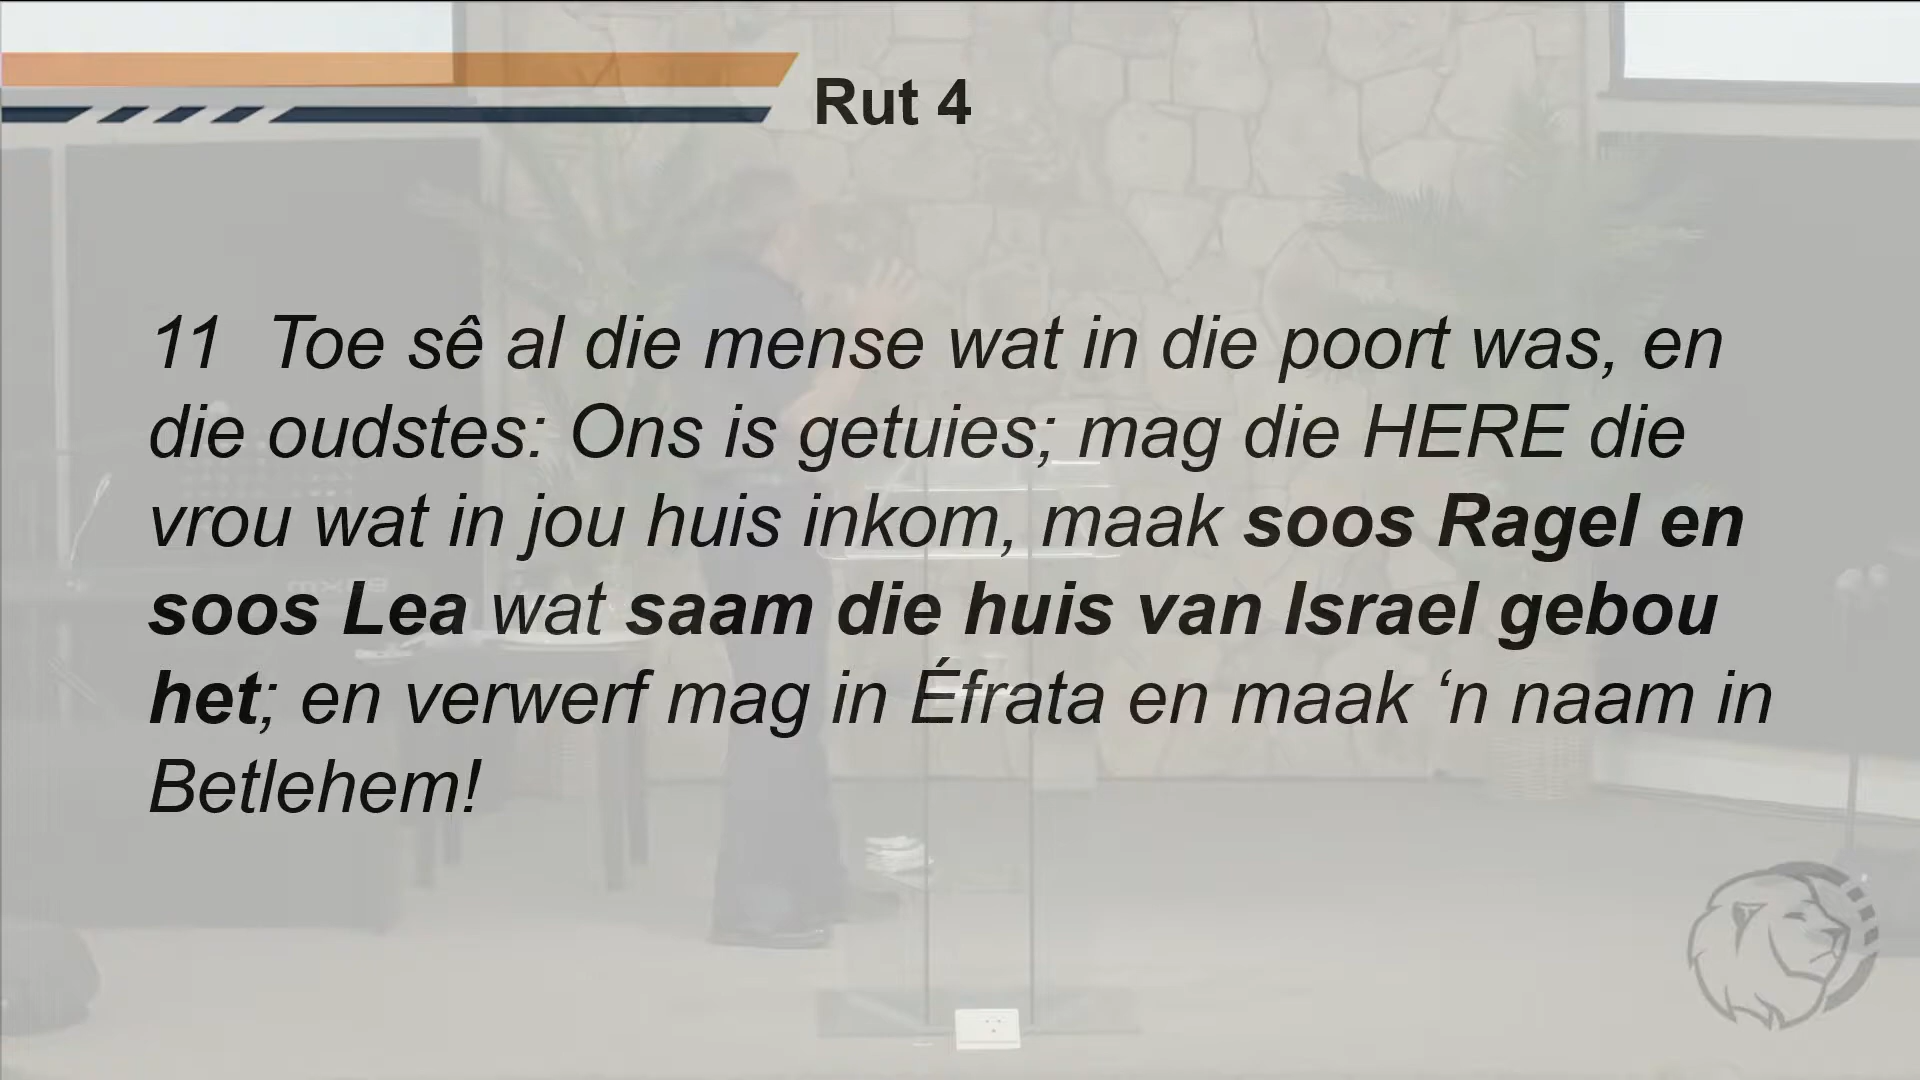 Rut 4
11 Toe sê al die mense wat in die poort was, en
die oudstes: Ons is getuies; mag die HERE die
vrou wat in jou huis inkom, maak soos Ragel en
soos Lea wat saam die huis van Israel gebou
het; en verwerf mag in Éfrata en maak ‘n naam in
Betlehem!